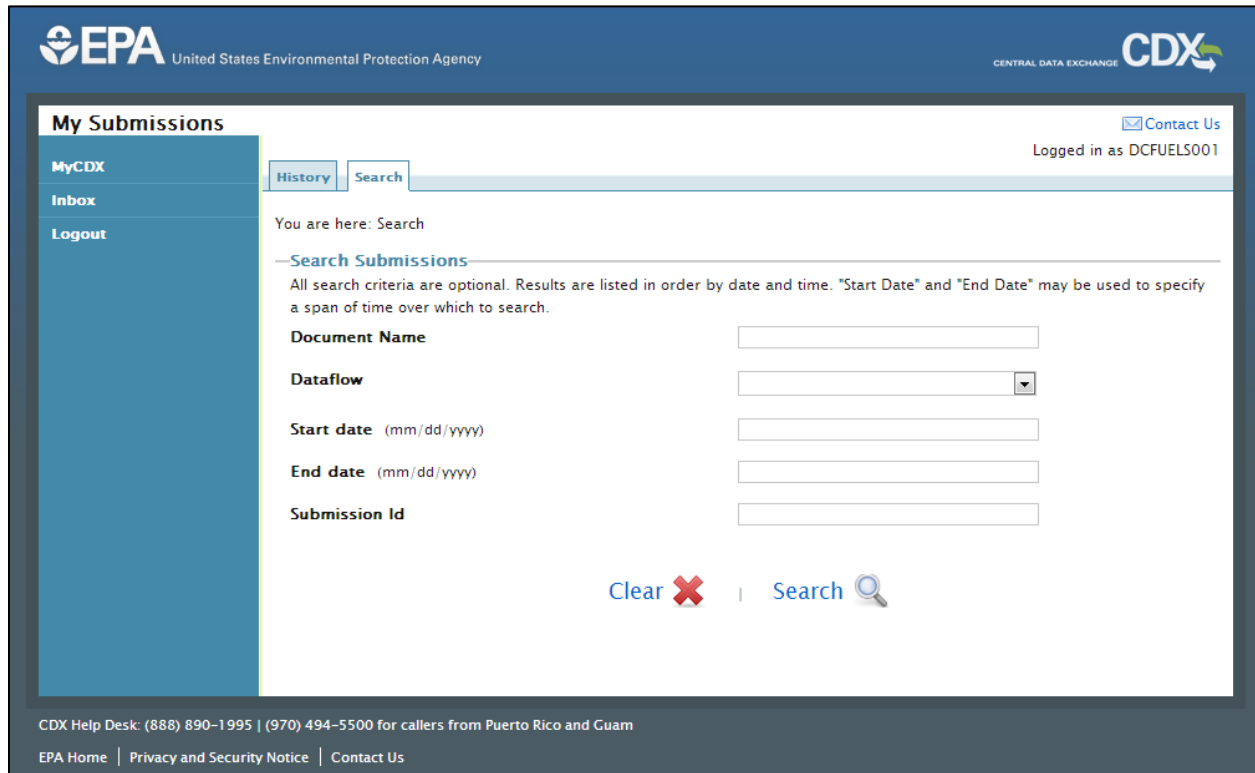 EPA United States Environmental Protection Agency
CENTRAL DATA EXCHANGE CDX
My Submissions
Contact Us
Logged in as DCFUELS001
MyCDX
Inbox
Logout
History Search
You are here: Search
Search Submissions
All search criteria are optional. Results are listed in order by date and time. "Start Date" and "End Date" may be used to specify
a span of time over which to search.
Document Name
Dataflow
Start date (mm/dd/yyyy)
End date (mm/dd/yyyy)
Submission Id
Clear | Search
CDX Help Desk: (888) 890-1995 | (970) 494-5500 for callers from Puerto Rico and Guam
EPA Home | Privacy and Security Notice | Contact Us